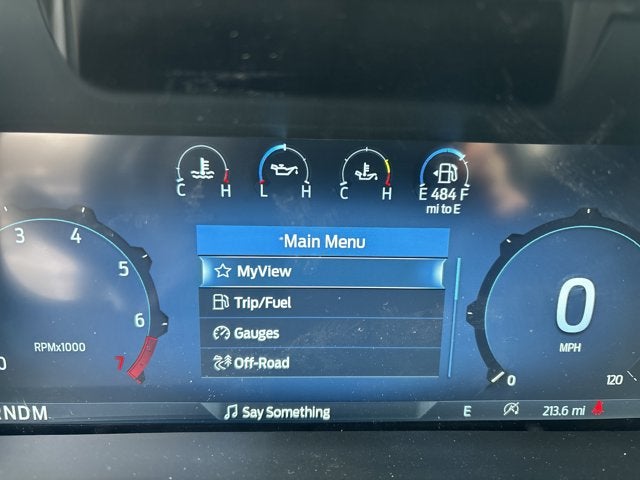 C H L H C H E 484 F
mi to E
Main Menu
MyView
Trip/Fuel
Gauges
Off-Road
3 4 5 6 7
RPMx1000
0
MPH
0 120
0
RNDM
Say Something
E
213.6 mi